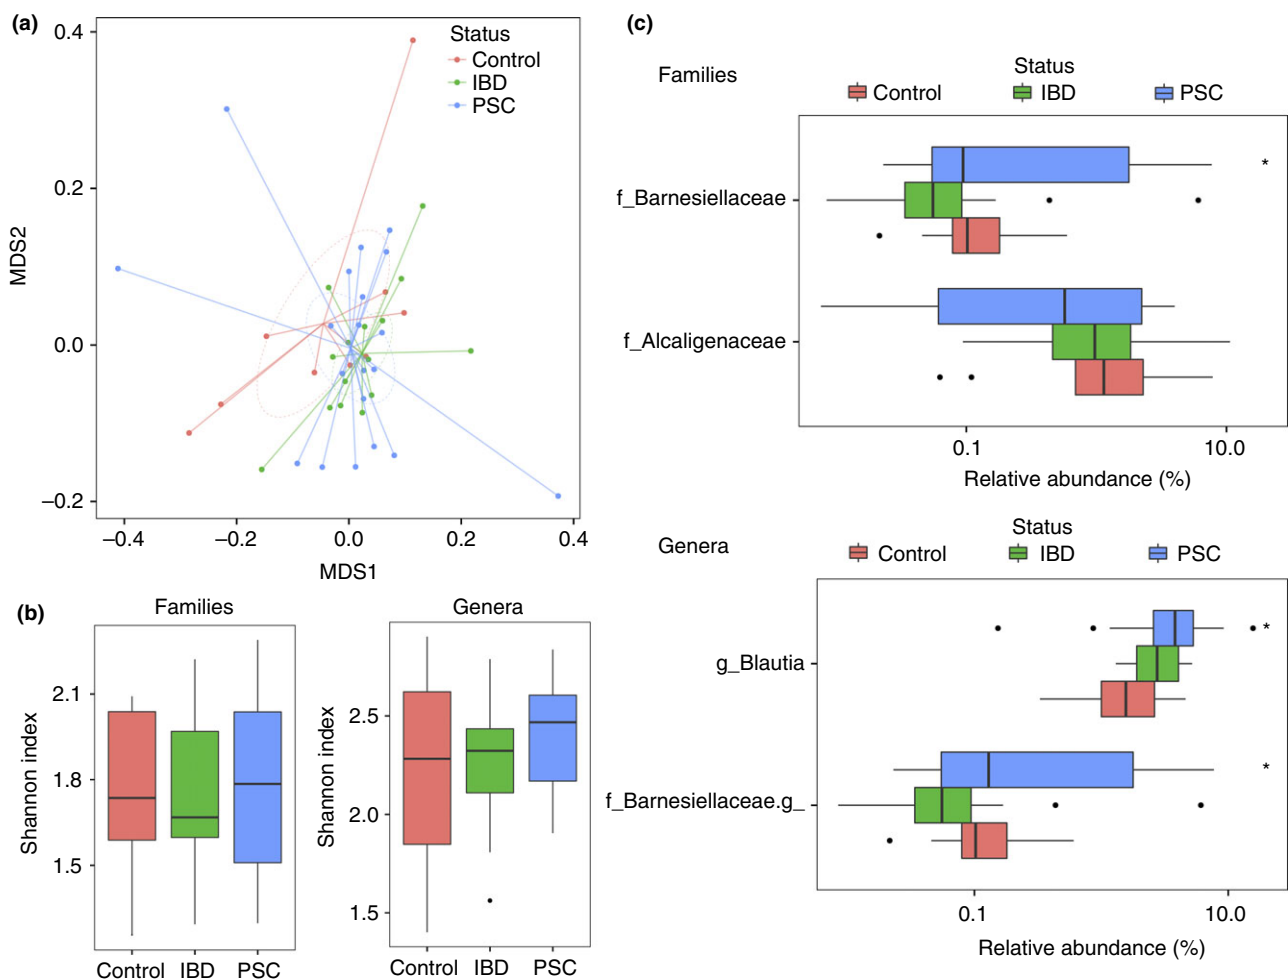 (a)
Status
Control
IBD
PSC
0.4
0.2
0.0
–0.2
MDS2
–0.4
–0.2
0.0
0.2
0.4
MDS1
(b)
Families
2.1
1.8
1.5
Shannon index
Control
IBD
PSC
Genera
2.5
2.0
1.5
Shannon index
Control
IBD
PSC
(c)
Families
Status
Control
IBD
PSC
*
f_Barnesiellaceae
f_Alcaligenaceae
0.1
10.0
Relative abundance (%)
Genera
Status
Control
IBD
PSC
*
g_Blautia
*
f_Barnesiellaceae.g_
0.1
10.0
Relative abundance (%)